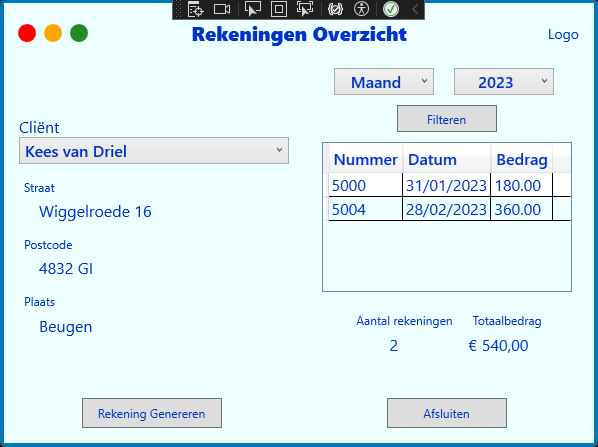 Rekeningen Overzicht
Logo
Maand 2023
Filteren
Cliënt
Kees van Driel
Straat
Wiggelroede 16
Postcode
4832 GI
Plaats
Beugen
Nummer Datum Bedrag
5000 31/01/2023 180.00
5004 28/02/2023 360.00
Aantal rekeningen Totaalbedrag
2 € 540,00
Rekening Genereren Afsluiten